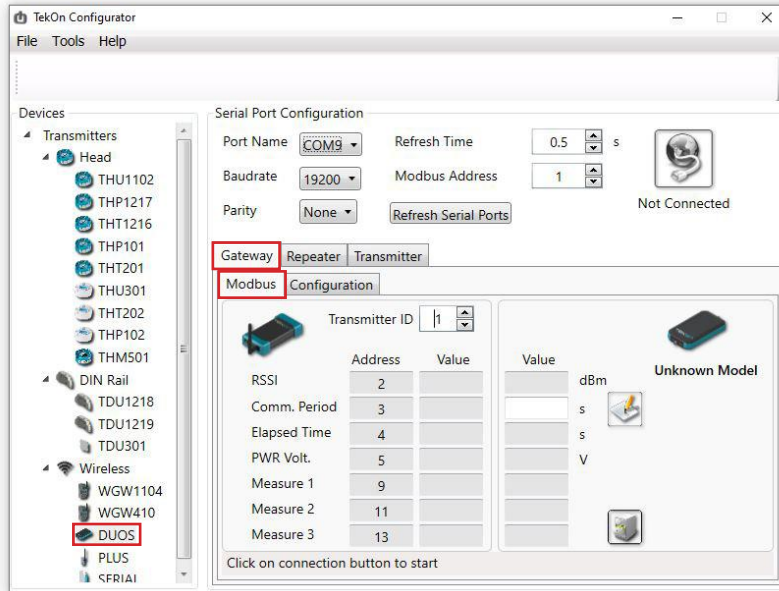 TekOn Configurator
File Tools Help
Devices
Transmitters
Head
THU1102
THP1217
THT1216
THP101
THT201
THU301
THT202
THP102
THM501
DIN Rail
TDU1218
TDU1219
TDU301
Wireless
WGW1104
WGW410
DUOS
PLUS
SERIAL
Serial Port Configuration
Port Name COM9 Refresh Time 0.5 s
Baudrate 19200 Modbus Address 1
Parity None Refresh Serial Ports
Not Connected
Gateway Repeater Transmitter
Modbus Configuration
Transmitter ID 1
Address Value Value
Unknown Model
RSSI 2 dBm
Comm. Period 3 s
Elapsed Time 4 s
PWR Volt. 5 V
Measure 1 9
Measure 2 11
Measure 3 13
Click on connection button to start